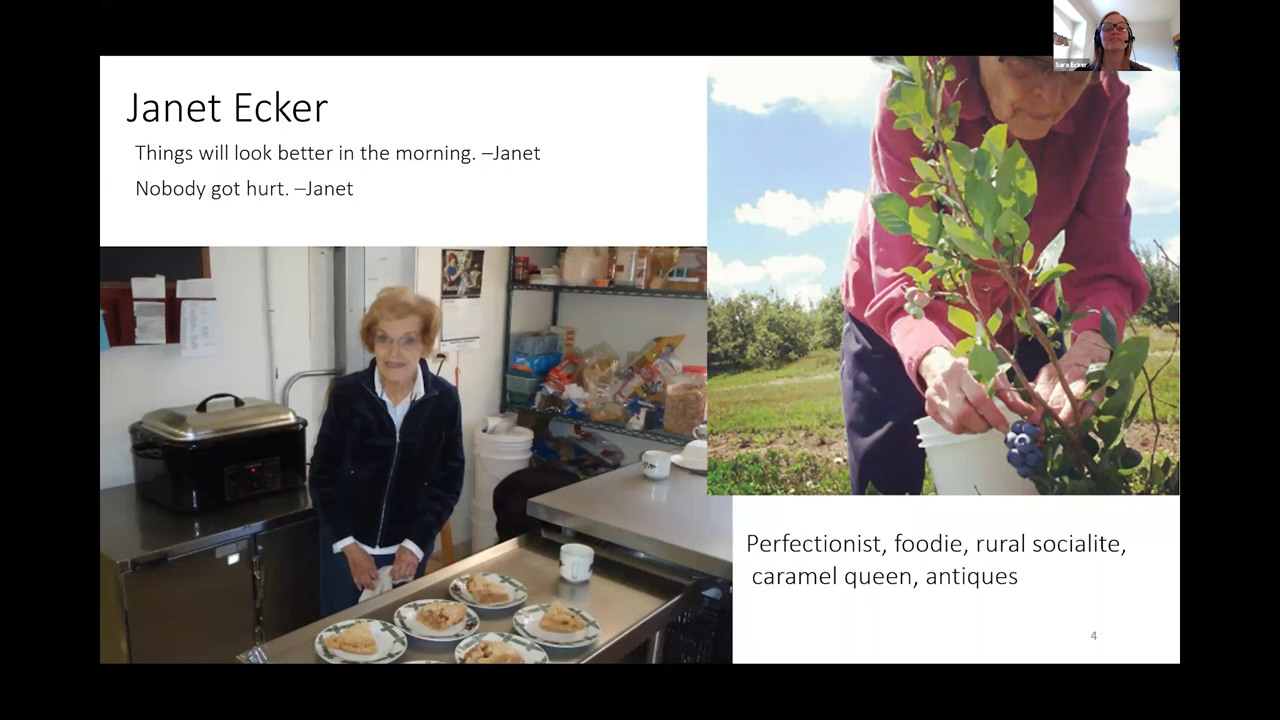 Sara Ecker
Janet Ecker
Things will look better in the morning. –Janet
Nobody got hurt. –Janet
Perfectionist, foodie, rural socialite,
caramel queen, antiques
4